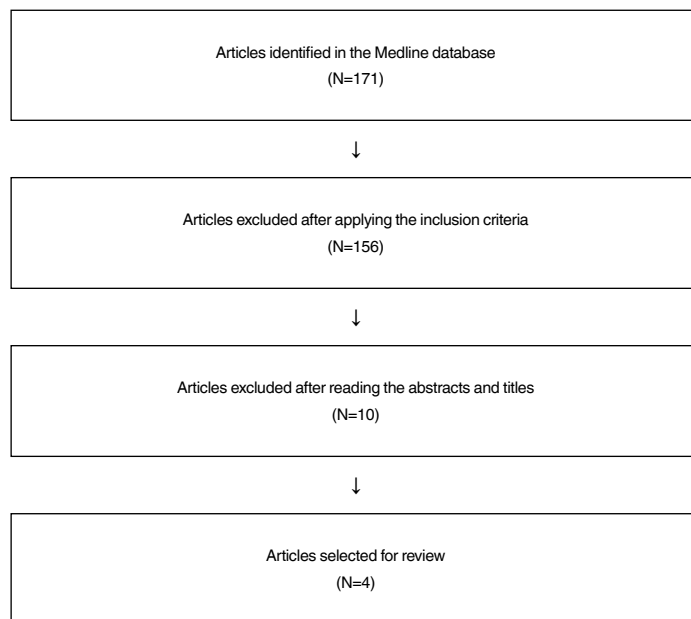 Articles identified in the Medline database
(N=171)
↓
Articles excluded after applying the inclusion criteria
(N=156)
↓
Articles excluded after reading the abstracts and titles
(N=10)
↓
Articles selected for review
(N=4)